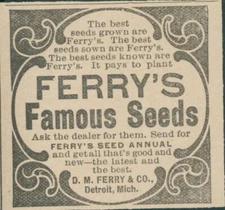 The best
seeds grown are
Ferry's. The best
seeds sown are Ferry's.
The best seeds known are
Ferry's. It pays to plant
FERRY'S
Famous Seeds
Ask the dealer for them. Send for
FERRY'S SEED ANNUAL
and get all that's good and
new—the latest and
the best.
D. M. FERRY & CO.,
Detroit, Mich.